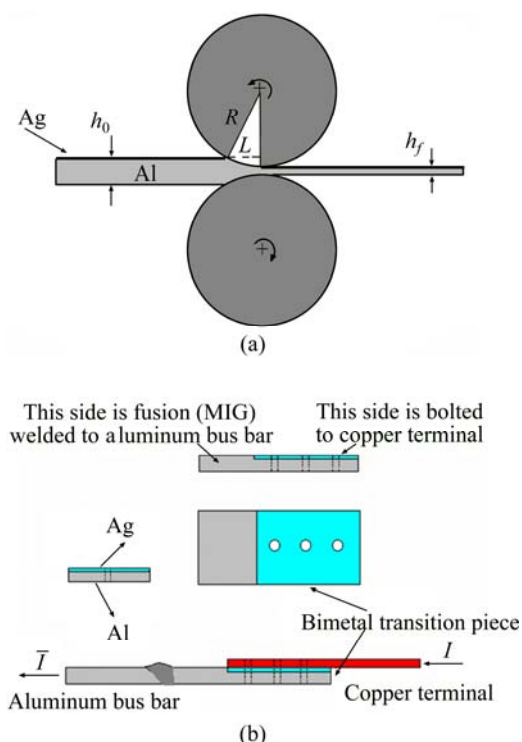 Ag
h0
R
L
hf
Al
(a)
This side is fusion (MIG)
welded to aluminum bus bar
This side is bolted
to copper terminal
Ag
Al
Bimetal transition piece
I̅
I
Aluminum bus bar
Copper terminal
(b)